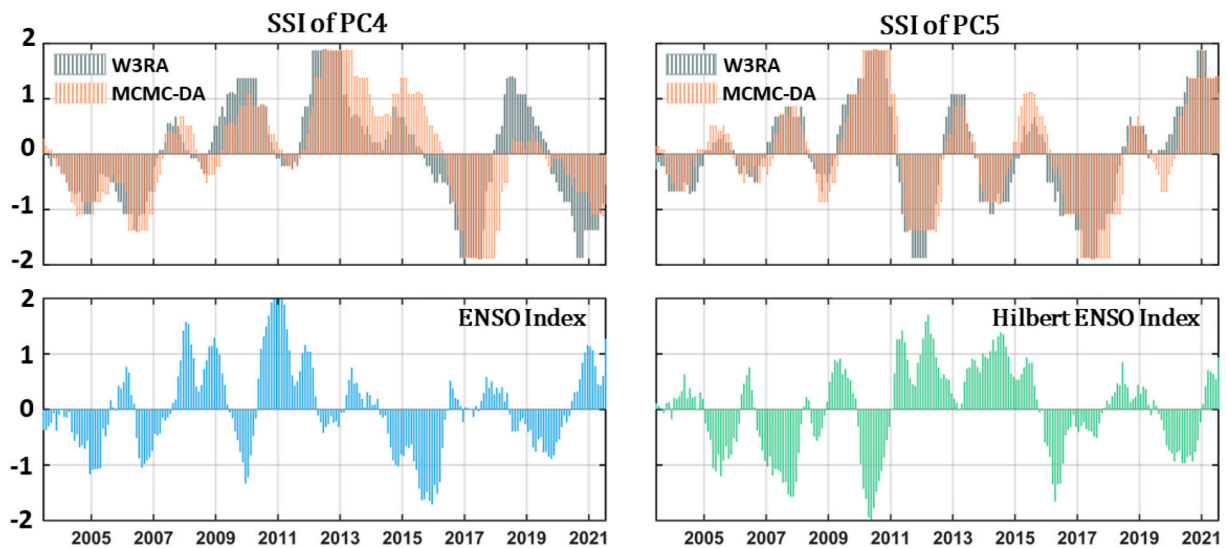 SSI of PC4
2
W3RA
MCMC-DA
1
0
-1
-2
SSI of PC5
W3RA
MCMC-DA
2
ENSO Index
1
0
-1
-2
2005 2007 2009 2011 2013 2015 2017 2019 2021
Hilbert ENSO Index
2005 2007 2009 2011 2013 2015 2017 2019 2021